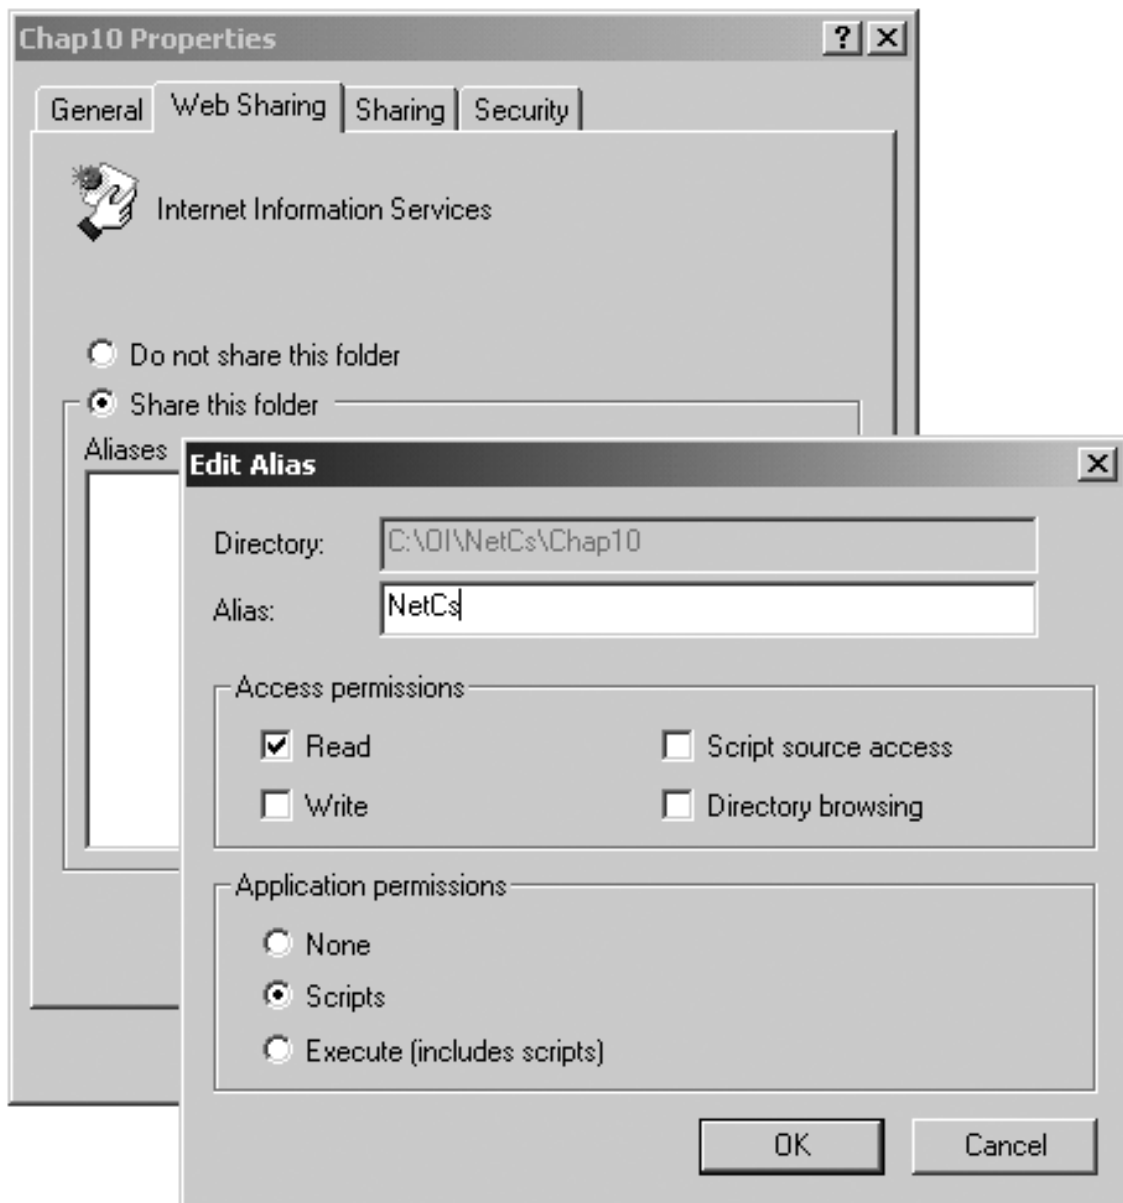 Chap10 Properties
General Web Sharing Sharing Security
Internet Information Services
Do not share this folder
Share this folder
Aliases
Edit Alias
Directory: C:\OI\NetCs\Chap10
Alias: NetCs
Access permissions
Read Script source access
Write Directory browsing
Application permissions
None
Scripts
Execute (includes scripts)
OK Cancel